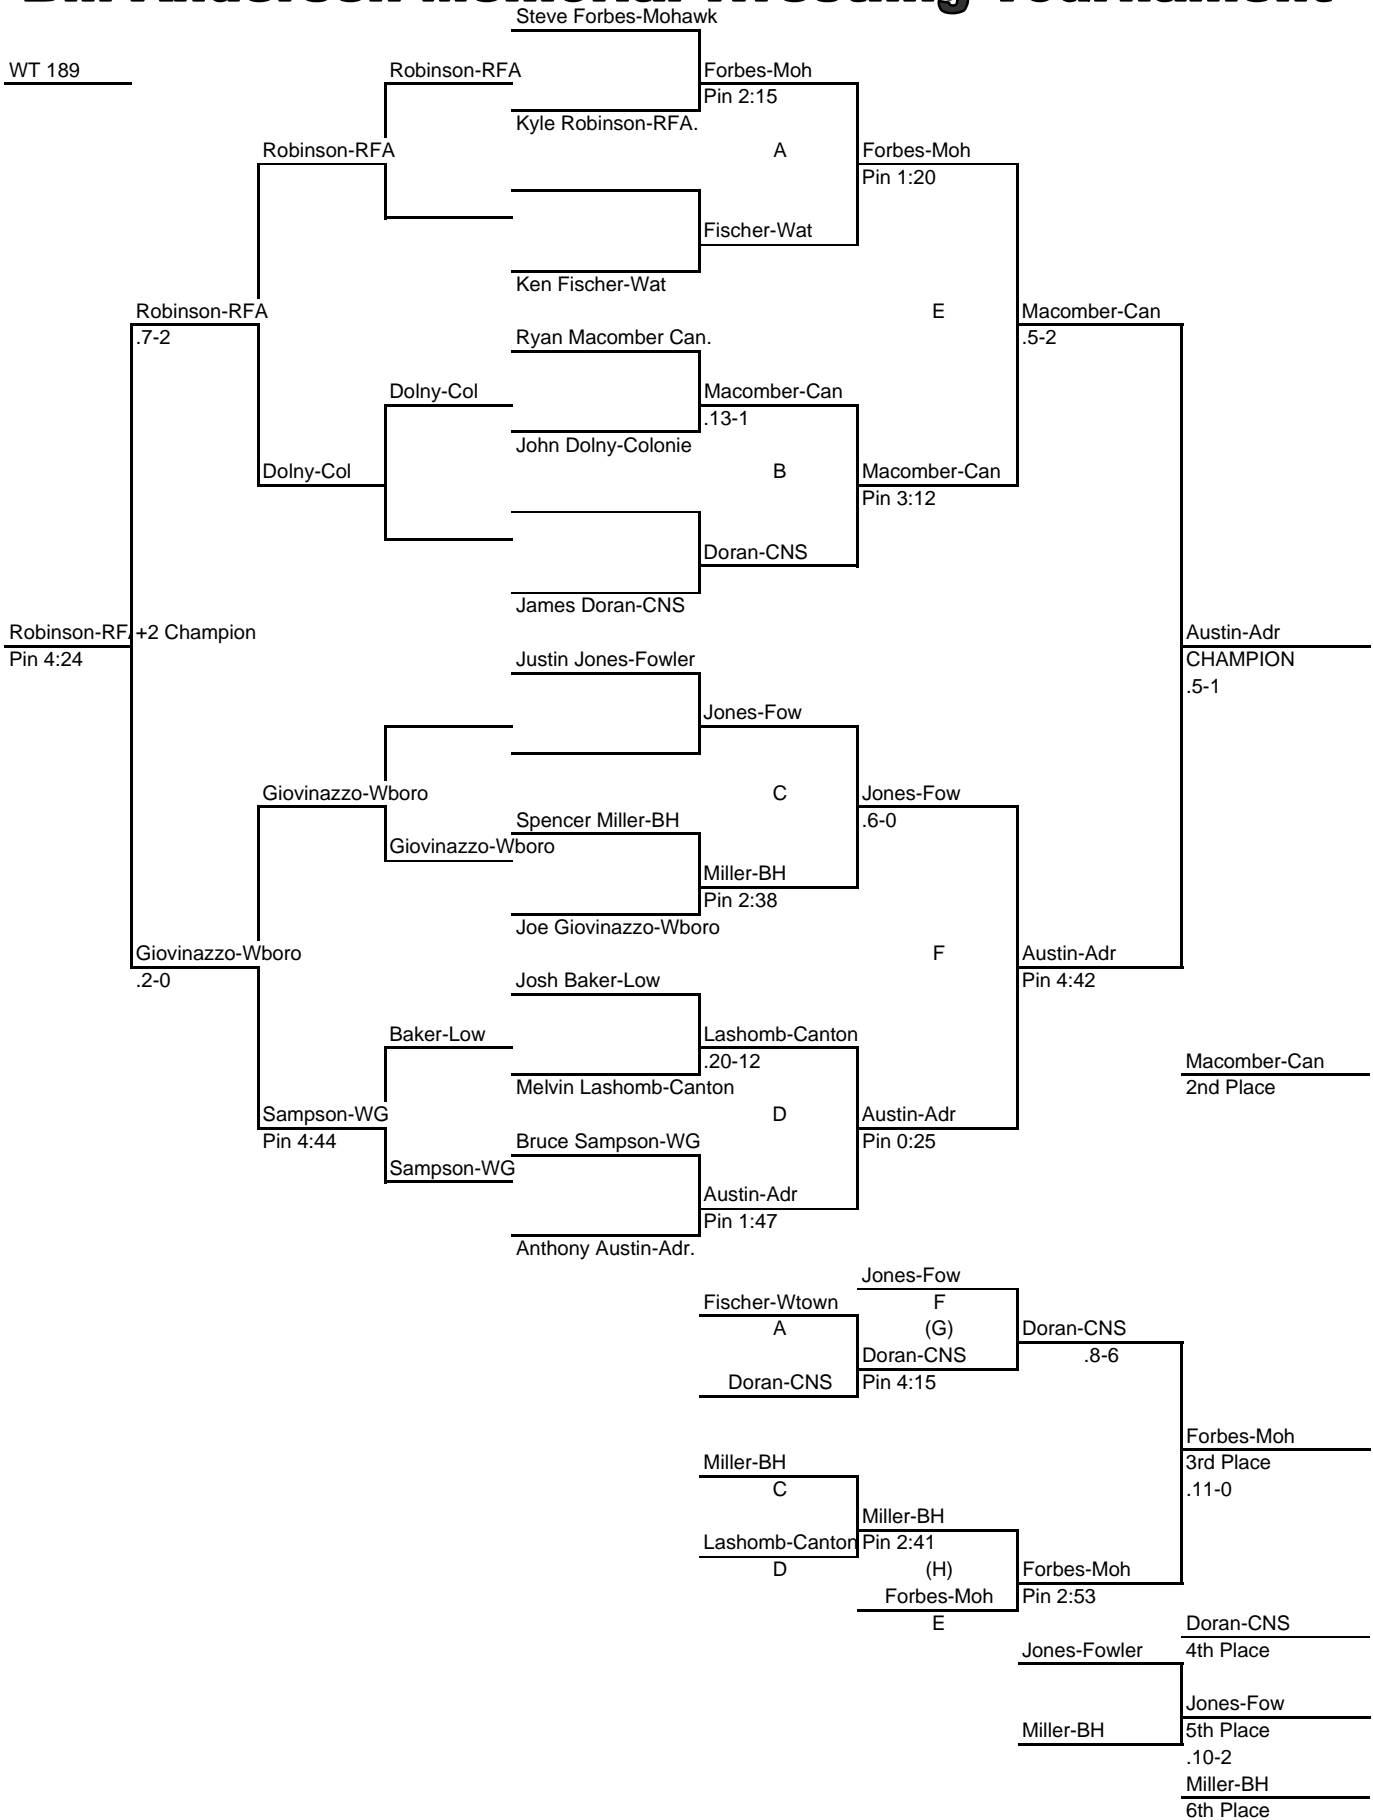 Bill Anderson Memorial Wrestling Tournament
Steve Forbes-Mohawk
WT 189
Robinson-RFA
Forbes-Moh
Pin 2:15
Kyle Robinson-RFA.
Robinson-RFA
A
Forbes-Moh
Pin 1:20
Fischer-Wat
Ken Fischer-Wat
Robinson-RFA
.7-2
E
Macomber-Can
.5-2
Ryan Macomber Can.
Dolny-Col
Macomber-Can
.13-1
John Dolny-Colonie
Dolny-Col
B
Macomber-Can
Pin 3:12
Doran-CNS
James Doran-CNS
Robinson-RFA
+2 Champion
Pin 4:24
Austin-Adr
CHAMPION
.5-1
Justin Jones-Fowler
Jones-Fow
Giovinazzo-Wboro
C
Jones-Fow
.6-0
Spencer Miller-BH
Giovinazzo-Wboro
Miller-BH
Pin 2:38
Joe Giovinazzo-Wboro
Giovinazzo-Wboro
.2-0
F
Austin-Adr
Pin 4:42
Josh Baker-Low
Baker-Low
Lashomb-Canton
.20-12
Melvin Lashomb-Canton
Macomber-Can
2nd Place
Sampson-WG
Pin 4:44
D
Austin-Adr
Pin 0:25
Bruce Sampson-WG
Sampson-WG
Austin-Adr
Pin 1:47
Anthony Austin-Adr.
Jones-Fow
Fischer-Wtown
F
A
(G)
Doran-CNS
Doran-CNS
.8-6
Doran-CNS
Pin 4:15
Forbes-Moh
3rd Place
.11-0
Miller-BH
C
Miller-BH
Lashomb-Canton
Pin 2:41
D
(H)
Forbes-Moh
Forbes-Moh
Pin 2:53
E
Doran-CNS
4th Place
Jones-Fowler
Jones-Fow
Miller-BH
5th Place
.10-2
Miller-BH
6th Place